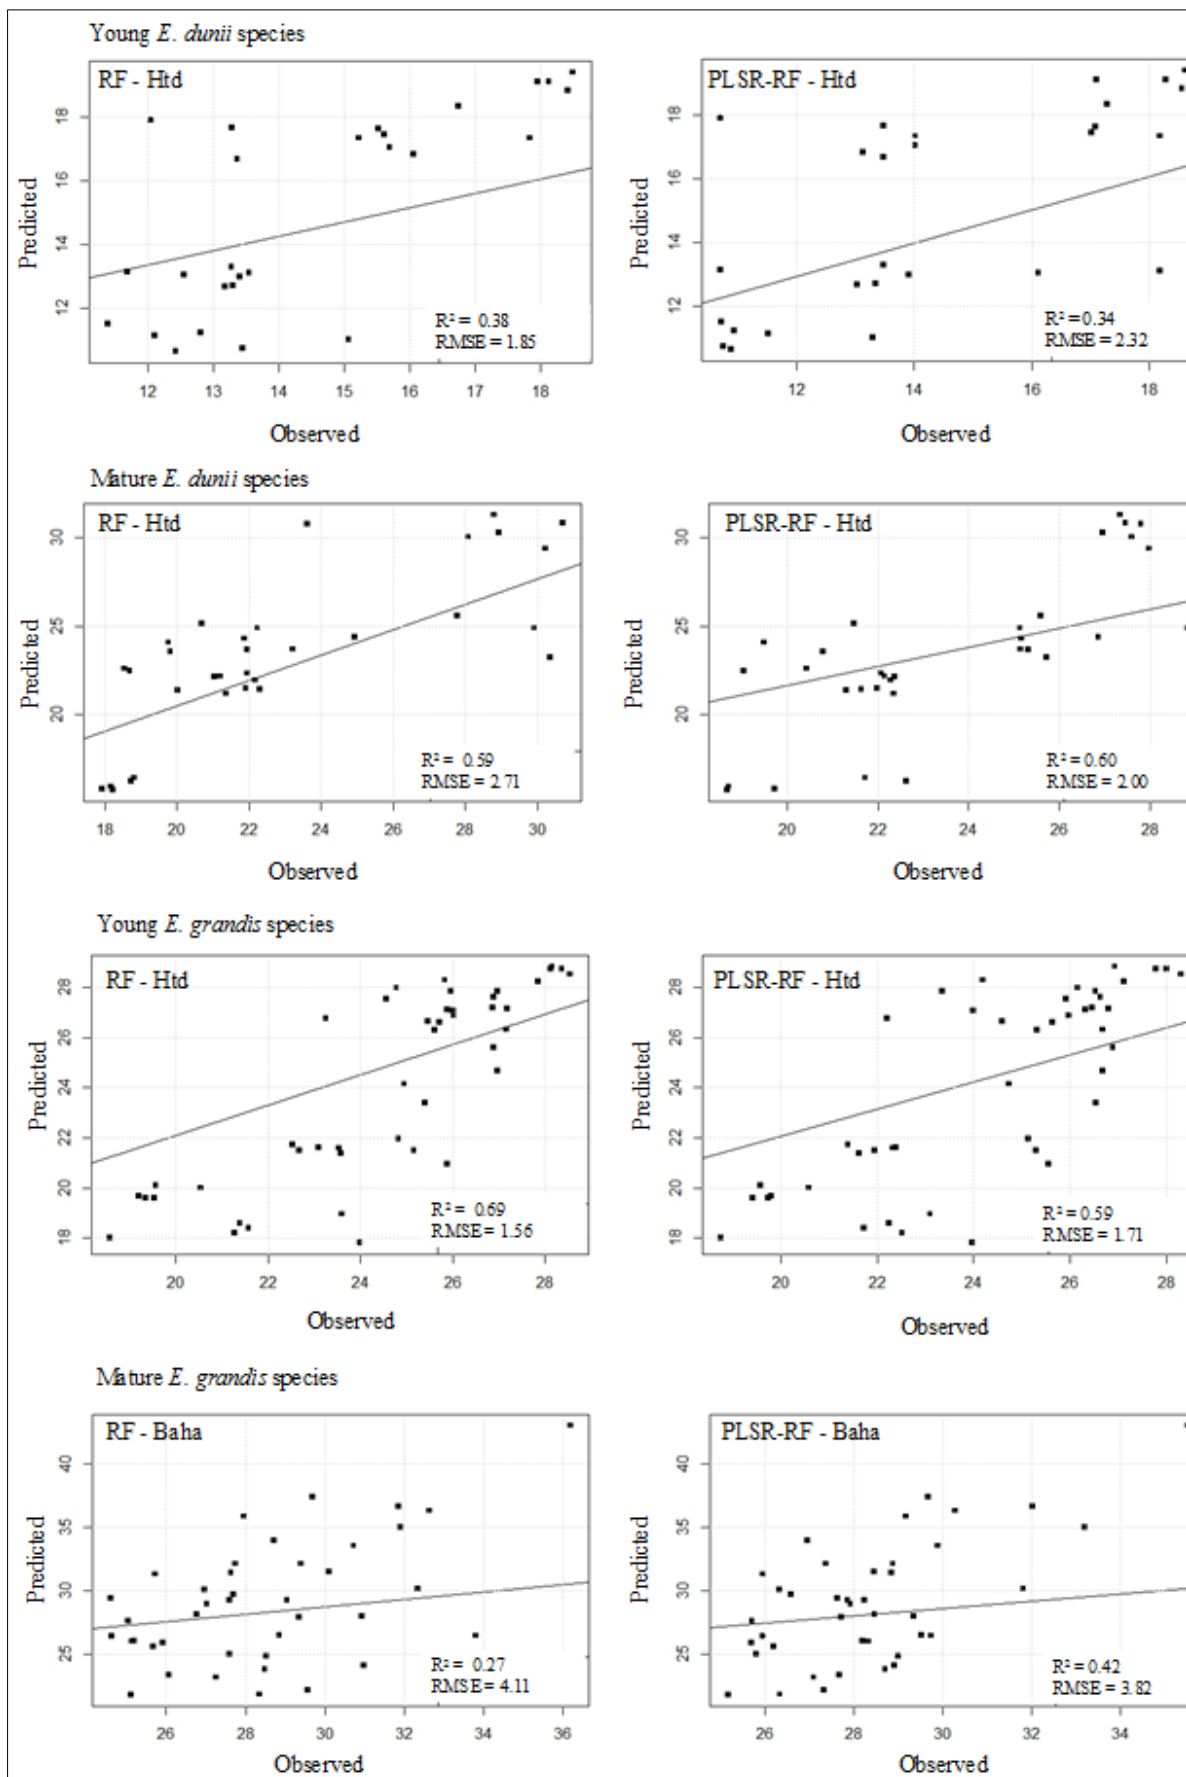 Young E. dunii species
RF - Htd
PLSR-RF - Htd
Predicted
18
16
14
12
R² = 0.38
RMSE = 1.85
12 13 14 15 16 17 18
Observed
Predicted
18
16
14
12
R² = 0.34
RMSE = 2.32
12 14 16 18
Observed
Mature E. dunii species
RF - Htd
PLSR-RF - Htd
Predicted
30
25
20
R² = 0.59
RMSE = 2.71
18 20 22 24 26 28 30
Observed
Predicted
30
25
20
R² = 0.60
RMSE = 2.00
20 22 24 26 28
Observed
Young E. grandis species
RF - Htd
PLSR-RF - Htd
Predicted
28
26
24
22
20
18
R² = 0.69
RMSE = 1.56
20 22 24 26 28
Observed
Predicted
28
26
24
22
20
18
R² = 0.59
RMSE = 1.71
20 22 24 26 28
Observed
Mature E. grandis species
RF - Baha
PLSR-RF - Baha
Predicted
40
35
30
25
R² = 0.27
RMSE = 4.11
26 28 30 32 34 36
Observed
Predicted
40
35
30
25
R² = 0.42
RMSE = 3.82
26 28 30 32 34
Observed